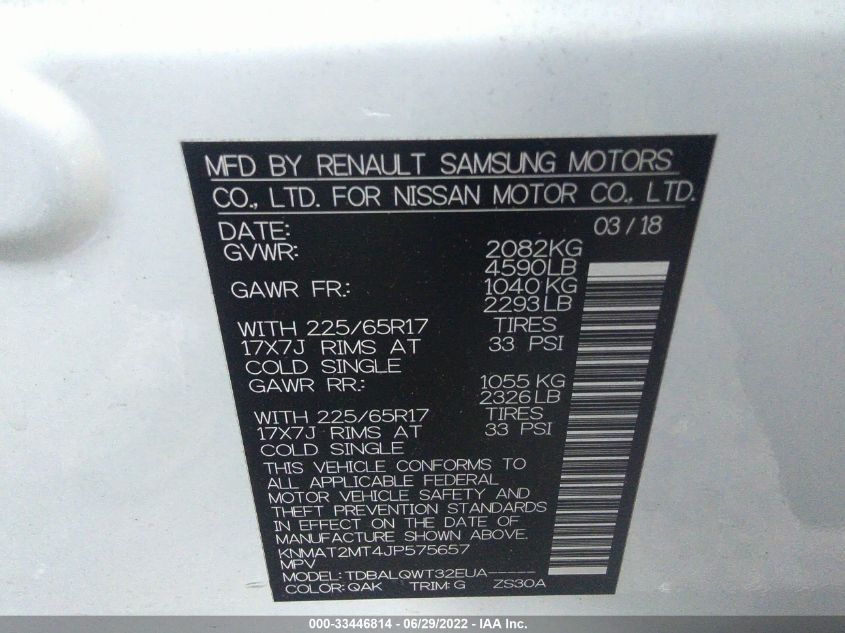 MFD BY RENAULT SAMSUNG MOTORS
CO., LTD. FOR NISSAN MOTOR CO., LTD.
DATE: 03 / 18
GVWR: 2082KG
4590LB
GAWR FR.: 1040 KG
2293 LB
WITH 225/65R17 TIRES
17X7J RIMS AT 33 PSI
COLD SINGLE
GAWR RR.: 1055 KG
2326 LB
WITH 225/65R17 TIRES
17X7J RIMS AT 33 PSI
COLD SINGLE
THIS VEHICLE CONFORMS TO
ALL APPLICABLE FEDERAL
MOTOR VEHICLE SAFETY AND
THEFT PREVENTION STANDARDS
IN EFFECT ON THE DATE OF
MANUFACTURE SHOWN ABOVE.
KNMAT2MT4JP575657
MPV
MODEL: TDBALQWT32EUA-----
COLOR: QAK TRIM: G ZS30A
000-33446814 - 06/29/2022 - IAA Inc.